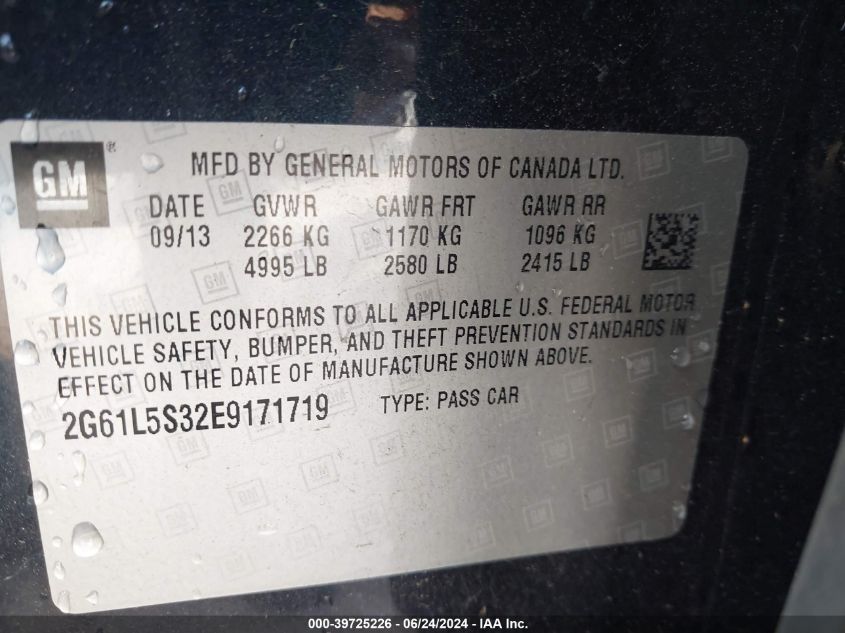 GM ®
MFD BY GENERAL MOTORS OF CANADA LTD.
DATE GVWR GAWR FRT GAWR RR
09/13 2266 KG 1170 KG 1096 KG
4995 LB 2580 LB 2415 LB
THIS VEHICLE CONFORMS TO ALL APPLICABLE U.S. FEDERAL MOTOR
VEHICLE SAFETY, BUMPER, AND THEFT PREVENTION STANDARDS IN
EFFECT ON THE DATE OF MANUFACTURE SHOWN ABOVE.
2G61L5S32E9171719 TYPE: PASS CAR
000-39725226 - 06/24/2024 - IAA Inc.